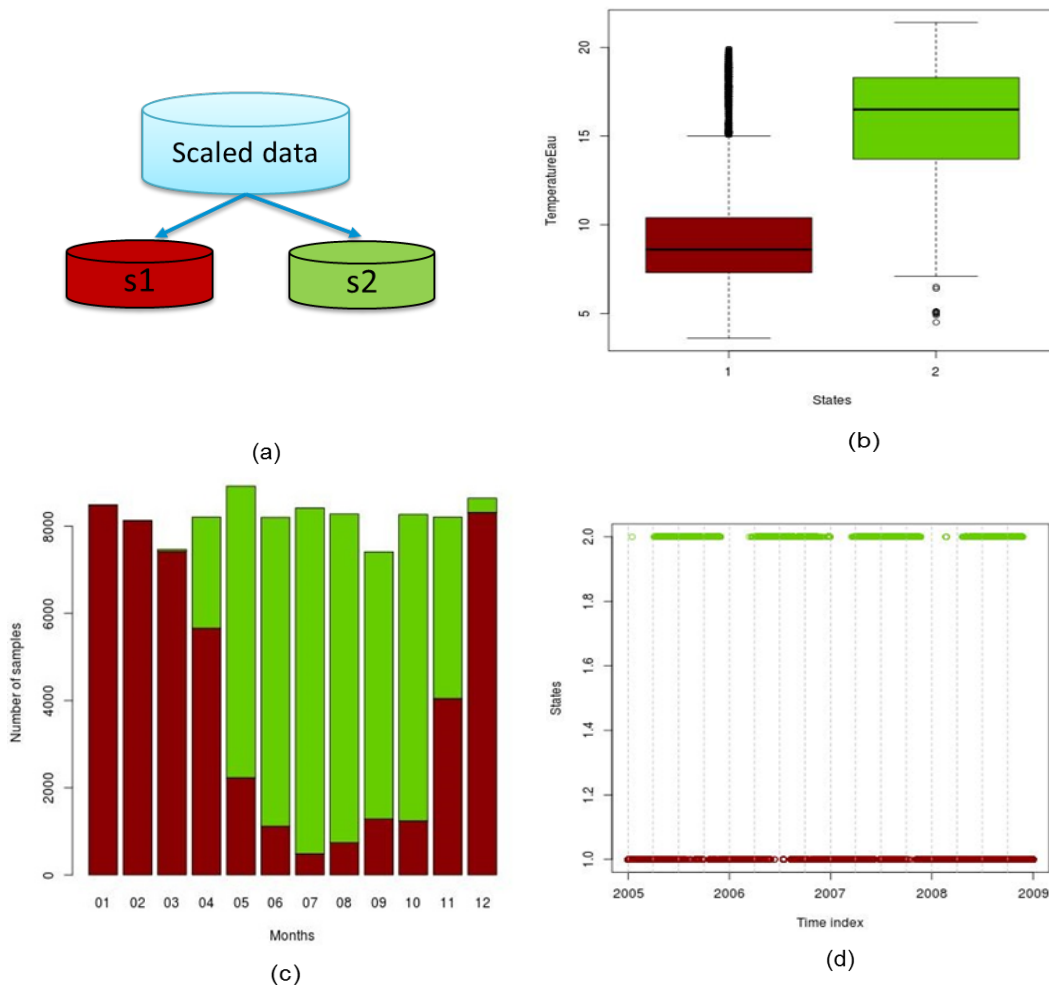 Scaled data
s1
s2
(a)
TemperatureEau
20
15
10
5
1
2
States
(b)
Number of samples
8000
6000
4000
2000
0
01 02 03 04 05 06 07 08 09 10 11 12
Months
(c)
States
2.0
1.8
1.6
1.4
1.2
1.0
2005 2006 2007 2008 2009
Time index
(d)